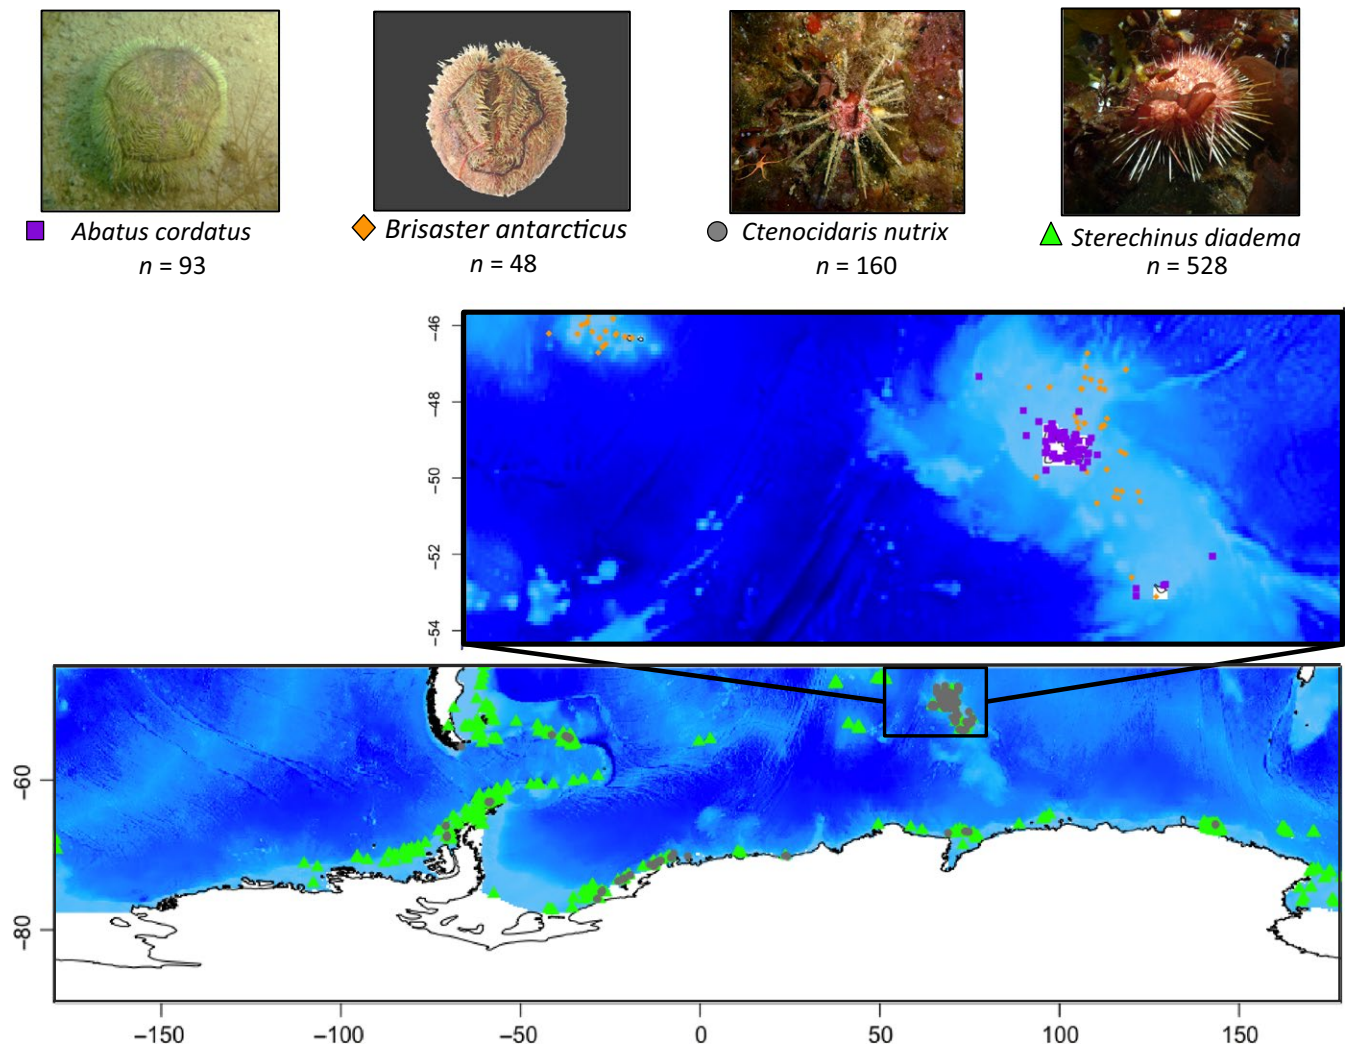 Abatus cordatus
n = 93
Brisaster antarcticus
n = 48
Ctenocidaris nutrix
n = 160
Sterechinus diadema
n = 528
−46
−48
−50
−52
−54
−60
−80
−150
−100
−50
0
50
100
150